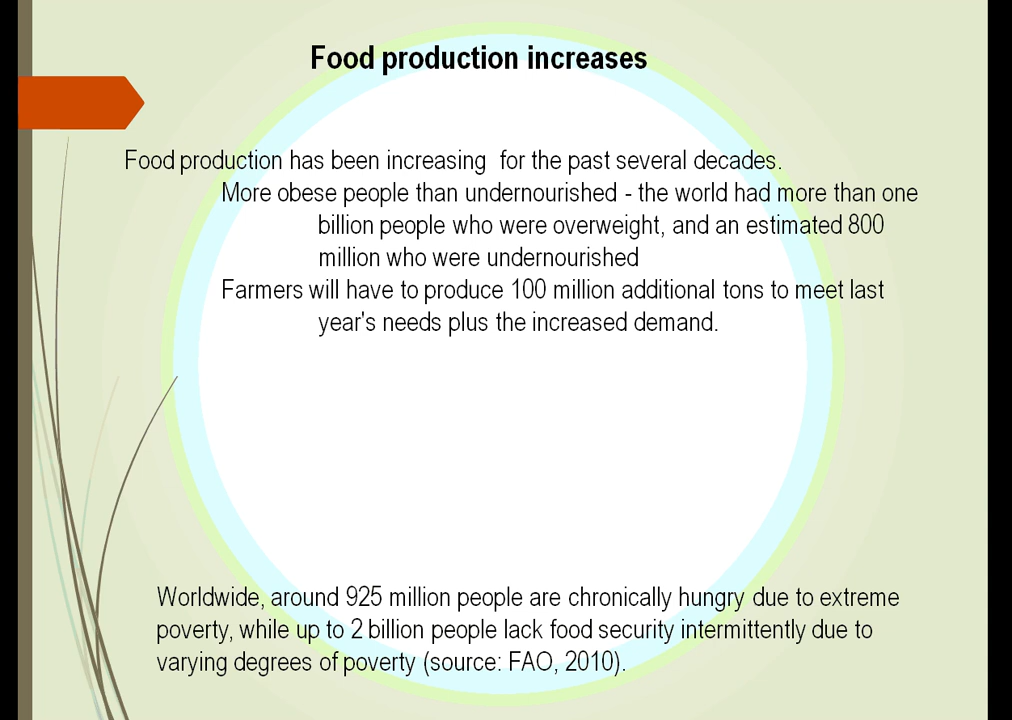 Food production increases
Food production has been increasing  for the past several decades.
More obese people than undernourished - the world had more than one
billion people who were overweight, and an estimated 800
million who were undernourished
Farmers will have to produce 100 million additional tons to meet last
year's needs plus the increased demand.
Worldwide, around 925 million people are chronically hungry due to extreme
poverty, while up to 2 billion people lack food security intermittently due to
varying degrees of poverty (source: FAO, 2010).